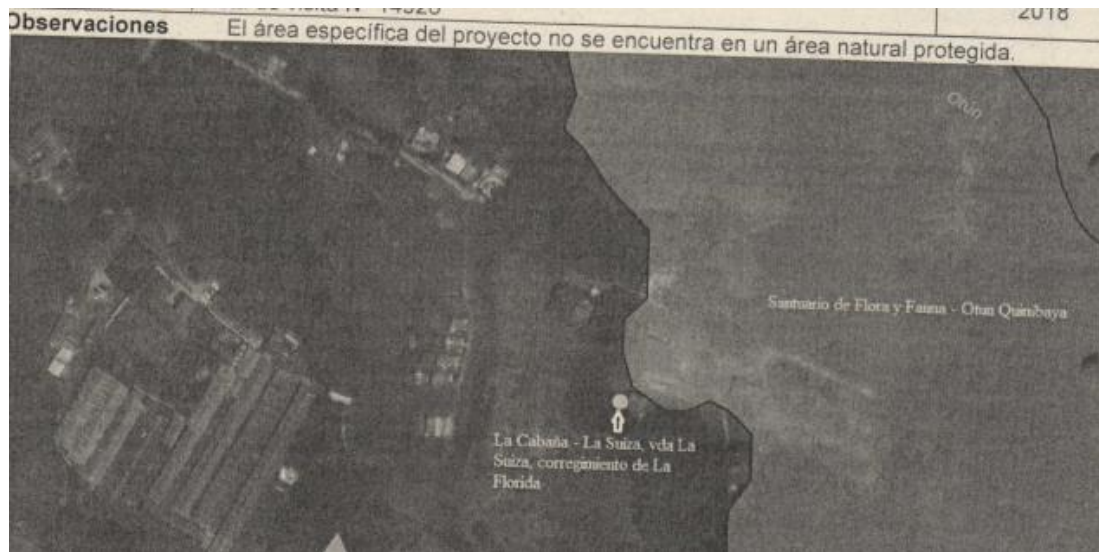 2018
Observaciones El área específica del proyecto no se encuentra en un área natural protegida.
Otún
Santuario de Flora y Fauna - Otun Quimbaya
La Cabaña - La Suiza, vda La
Suiza, corregimiento de La
Florida